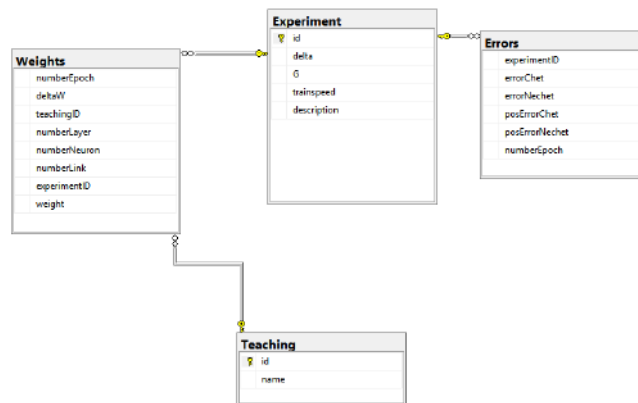 Experiment
id
delta
G
trainspeed
description
Weights
numberEpoch
deltaW
teachingID
numberLayer
numberNeuron
numberLink
experimentID
weight
Errors
experimentID
errorChet
errorNechet
posErrorChet
posErrorNechet
numberEpoch
Teaching
id
name